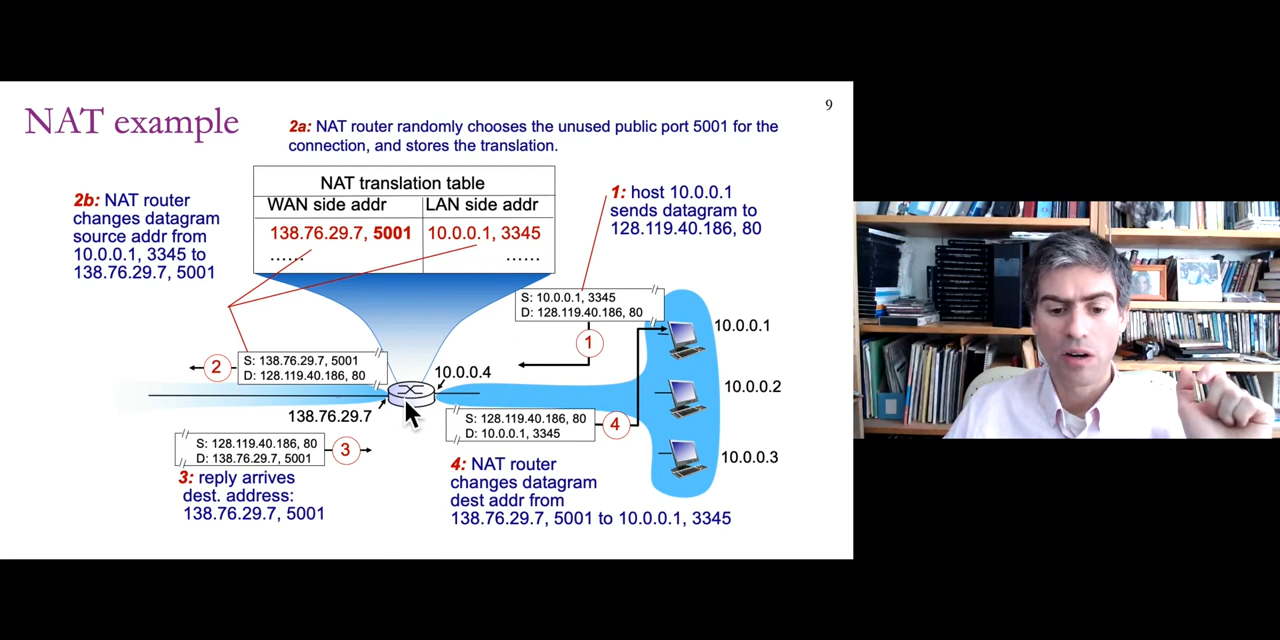 NAT example
9
2a: NAT router randomly chooses the unused public port 5001 for the
connection, and stores the translation.
2b: NAT router
changes datagram
source addr from
10.0.0.1, 3345 to
138.76.29.7, 5001
NAT translation table
WAN side addr LAN side addr
138.76.29.7, 5001 10.0.0.1, 3345
...... ......
1: host 10.0.0.1
sends datagram to
128.119.40.186, 80
S: 10.0.0.1, 3345
D: 128.119.40.186, 80
1
10.0.0.1
2
S: 138.76.29.7, 5001
D: 128.119.40.186, 80
10.0.0.4
10.0.0.2
138.76.29.7
S: 128.119.40.186, 80
D: 10.0.0.1, 3345
4
S: 128.119.40.186, 80
D: 138.76.29.7, 5001
3
10.0.0.3
3: reply arrives
dest. address:
138.76.29.7, 5001
4: NAT router
changes datagram
dest addr from
138.76.29.7, 5001 to 10.0.0.1, 3345